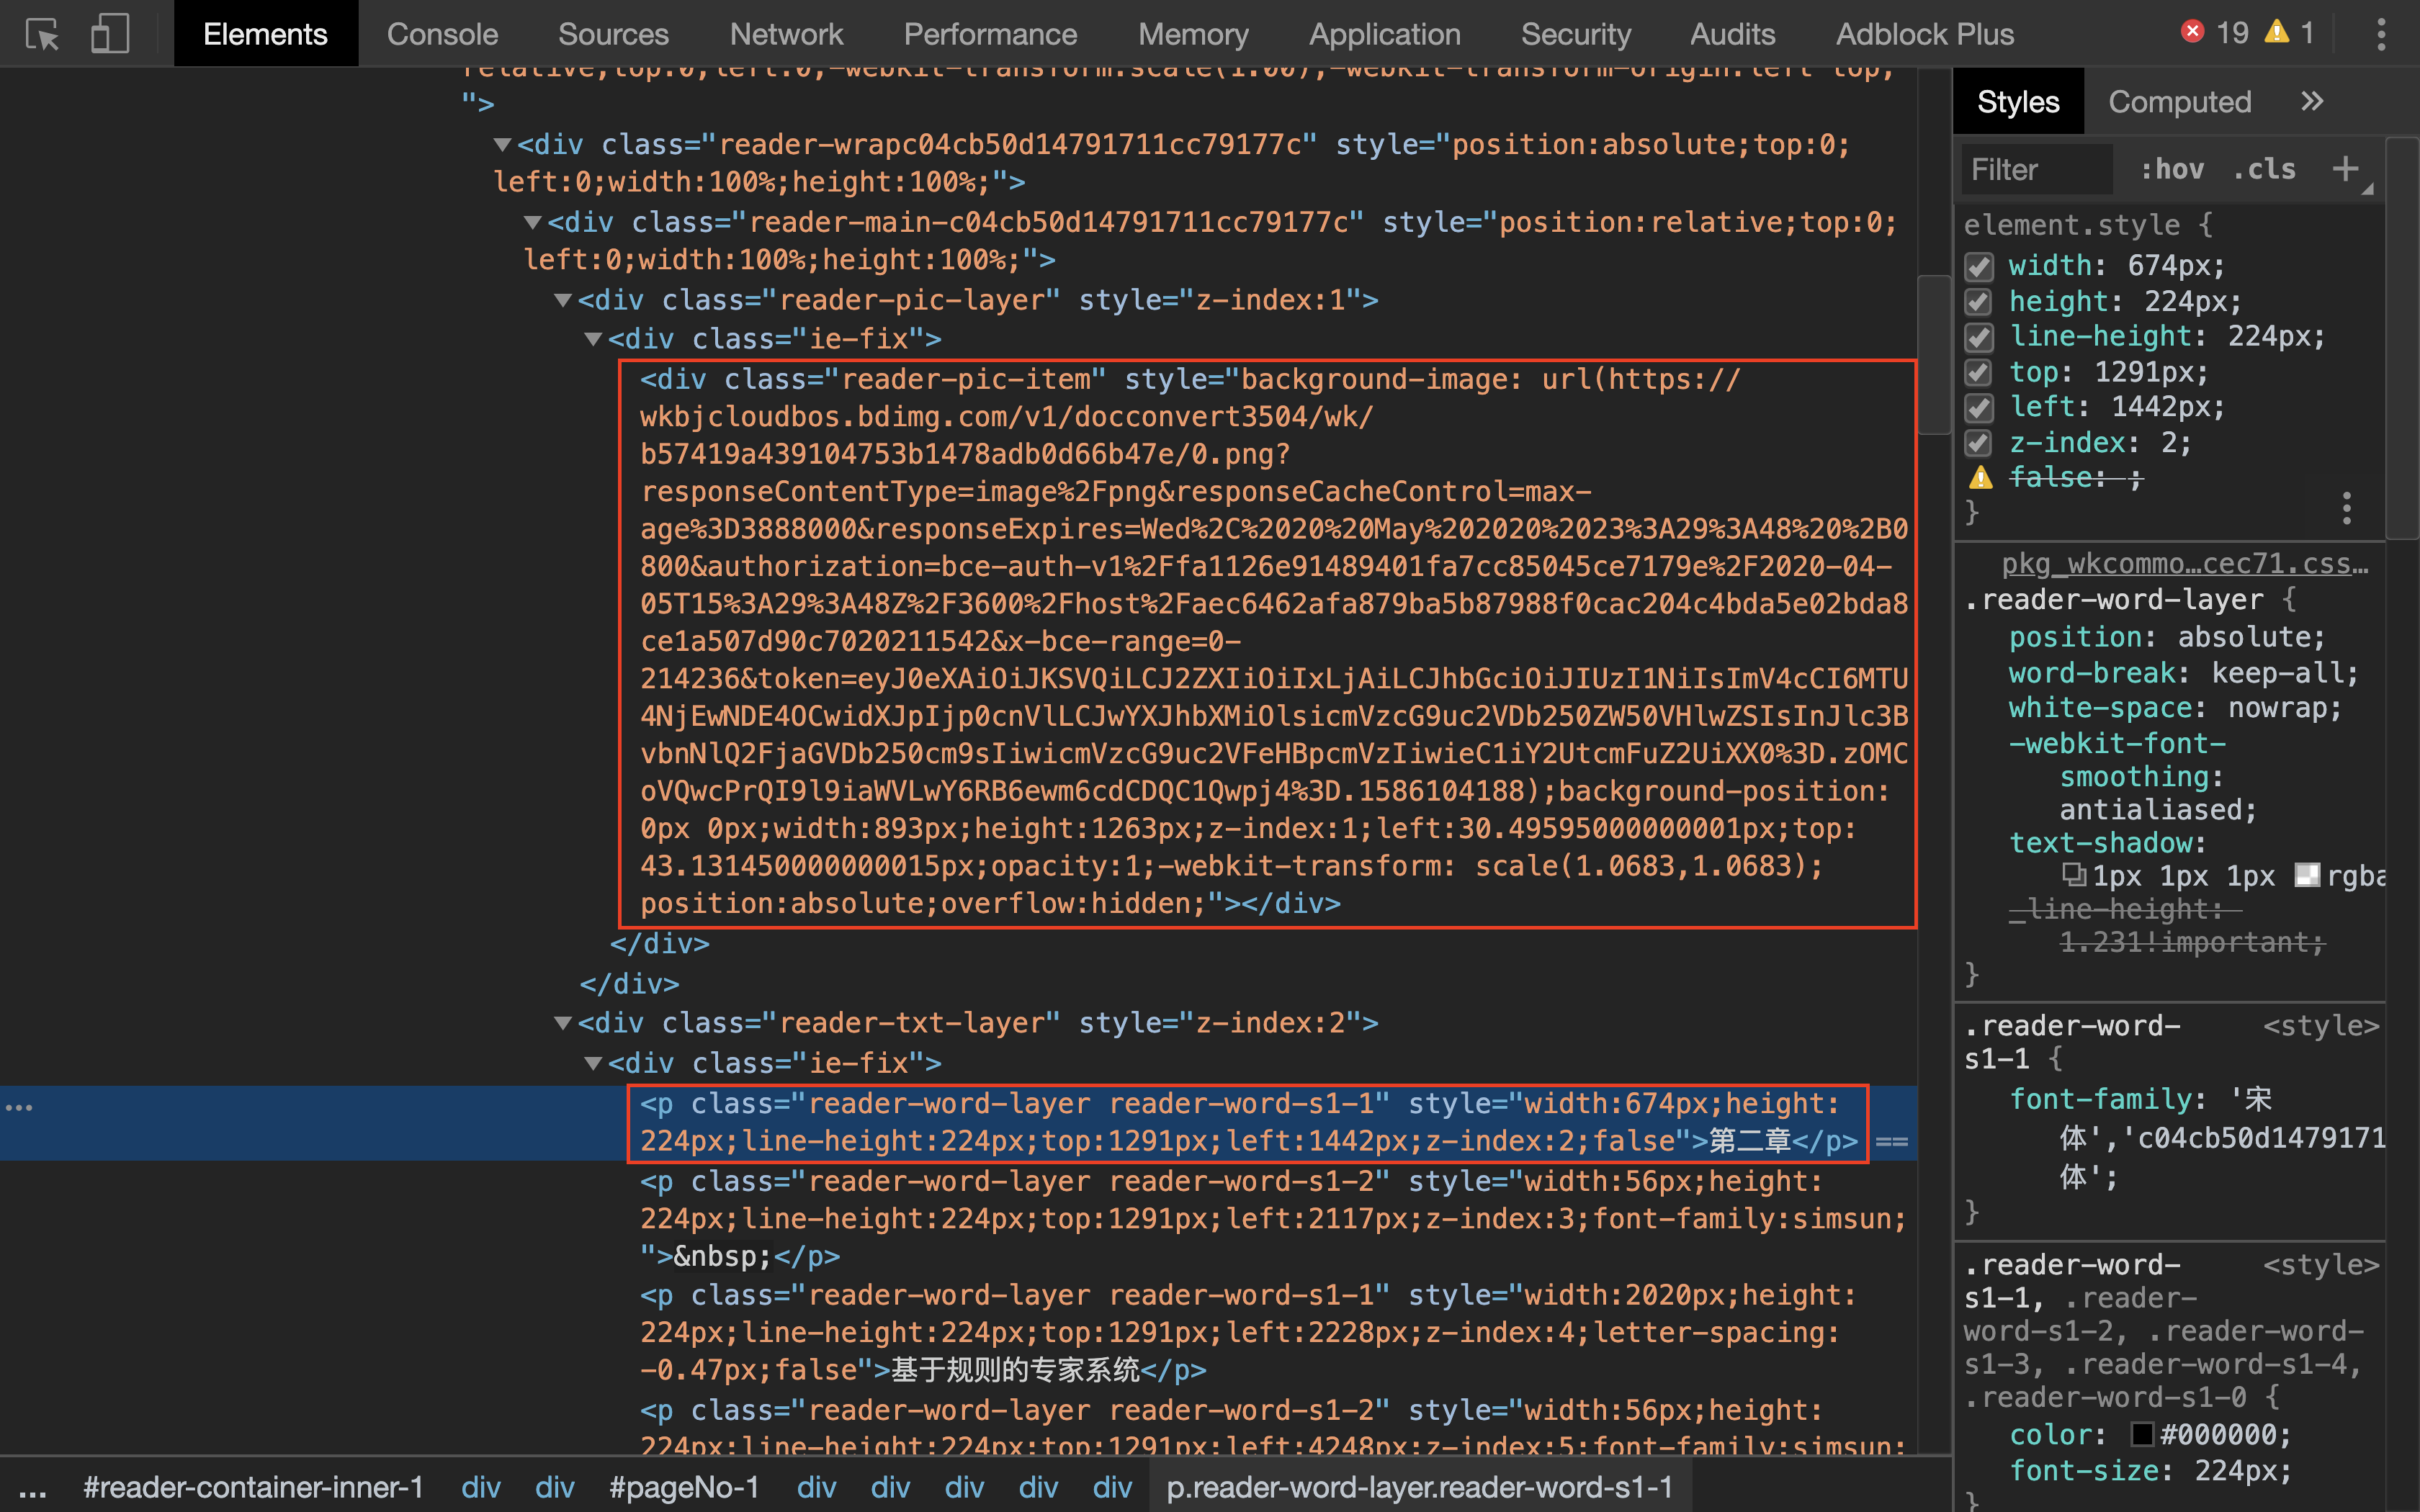 Elements Console Sources Network Performance Memory Application Security Audits Adblock Plus 19 1
relative;top:0;left:0;-webkit-transform:scale(1.00);-webkit-transform-origin:left top;
">
<div class="reader-wrapc04cb50d14791711cc79177c" style="position:absolute;top:0;
left:0;width:100%;height:100%;">
<div class="reader-main-c04cb50d14791711cc79177c" style="position:relative;top:0;
left:0;width:100%;height:100%;">
<div class="reader-pic-layer" style="z-index:1">
<div class="ie-fix">
<div class="reader-pic-item" style="background-image: url(https://
wkbjcloudbos.bdimg.com/v1/docconvert3504/wk/
b57419a439104753b1478adb0d66b47e/0.png?
responseContentType=image%2Fpng&responseCacheControl=max-
age%3D3888000&responseExpires=Wed%2C%2020%20May%202020%2023%3A29%3A48%20%2B0
800&authorization=bce-auth-v1%2Ffa1126e91489401fa7cc85045ce7179e%2F2020-04-
05T15%3A29%3A48Z%2F3600%2Fhost%2Faec6462afa879ba5b87988f0cac204c4bda5e02bda8
ce1a507d90c7020211542&x-bce-range=0-
214236&token=eyJ0eXAiOiJKSVQiLCJ2ZXIiOiIxLjAiLCJhbGciOiJIUzI1NiIsImV4cCI6MTU
4NjEwNDE4OCwidXJpIjp0cnVlLCJwYXJhbXMiOlsicmVzcG9uc2VDb250ZW50VHlwZSIsInJlc3B
vbnNlQ2FjaGVDb250cm9sIiwicmVzcG9uc2VFeHBpcmVzIiwieC1iY2UtcmFuZ2UiXX0%3D.zOMC
oVQwcPrQI9l9iaWVLwY6RB6ewm6cdCDQC1Qwpj4%3D.1586104188);background-position:
0px 0px;width:893px;height:1263px;z-index:1;left:30.49595000000001px;top:
43.131450000000015px;opacity:1;-webkit-transform: scale(1.0683,1.0683);
position:absolute;overflow:hidden;"></div>
</div>
</div>
<div class="reader-txt-layer" style="z-index:2">
<div class="ie-fix">
... <p class="reader-word-layer reader-word-s1-1" style="width:674px;height:
224px;line-height:224px;top:1291px;left:1442px;z-index:2;false">第二章</p> ==
<p class="reader-word-layer reader-word-s1-2" style="width:56px;height:
224px;line-height:224px;top:1291px;left:2117px;z-index:3;font-family:simsun;
">&nbsp;</p>
<p class="reader-word-layer reader-word-s1-1" style="width:2020px;height:
224px;line-height:224px;top:1291px;left:2228px;z-index:4;letter-spacing:
-0.47px;false">基于规则的专家系统</p>
<p class="reader-word-layer reader-word-s1-2" style="width:56px;height:
224px;line-height:224px;top:1291px;left:4248px;z-index:5;font-family:simsun;
... #reader-container-inner-1 div div #pageNo-1 div div div div div p.reader-word-layer.reader-word-s1-1
Styles Computed »
Filter :hov .cls +
element.style {
width: 674px;
height: 224px;
line-height: 224px;
top: 1291px;
left: 1442px;
z-index: 2;
false: ;
}
pkg_wkcommo…cec71.css…
.reader-word-layer {
position: absolute;
word-break: keep-all;
white-space: nowrap;
-webkit-font-
smoothing:
antialiased;
text-shadow:
1px 1px 1px rgba
_line-height:
1.231!important;
}
.reader-word- <style>
s1-1 {
font-family: '宋
体','c04cb50d1479171
体';
}
.reader-word- <style>
s1-1, .reader-
word-s1-2, .reader-word-
s1-3, .reader-word-s1-4,
.reader-word-s1-0 {
color: #000000;
font-size: 224px;
}